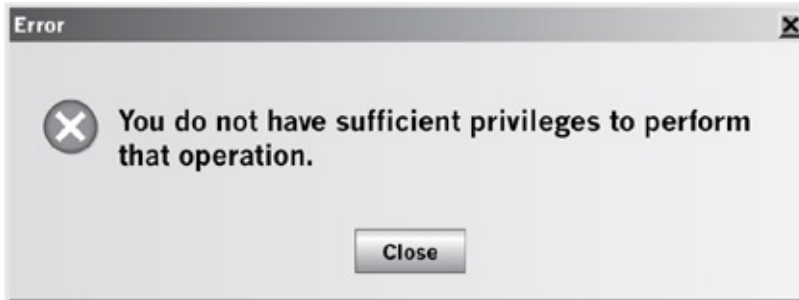 Error
You do not have sufficient privileges to perform
that operation.
Close